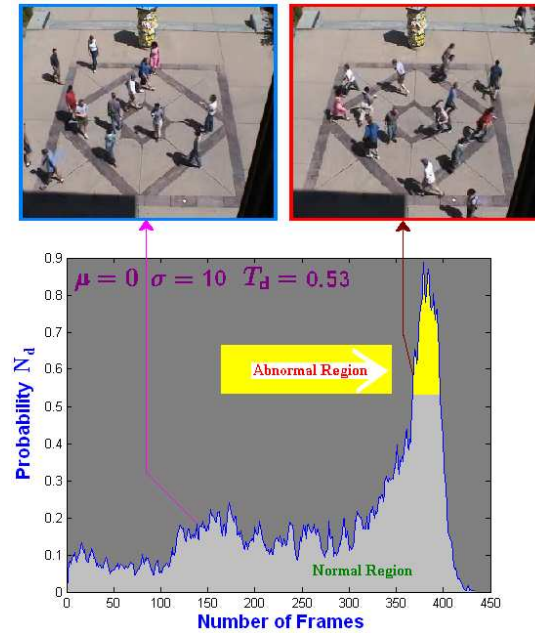 0.9
μ = 0 σ = 10 T_d = 0.53
0.8
0.7
Abnormal Region
0.6
0.5
0.4
0.3
0.2
0.1
0
Probability N_d
Normal Region
0 50 100 150 200 250 300 350 400 450
Number of Frames